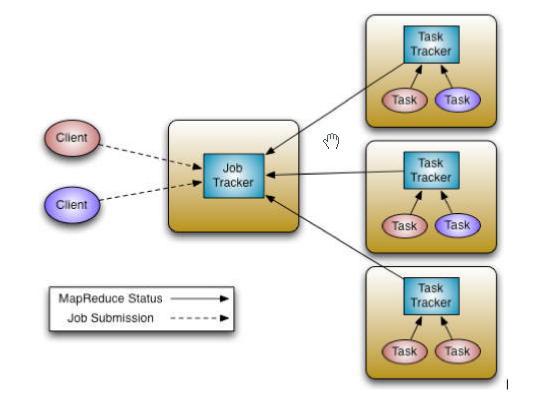 Client
Client
Job
Tracker
Task
Tracker
Task Task
Task
Tracker
Task Task
Task
Tracker
Task Task
MapReduce Status
Job Submission